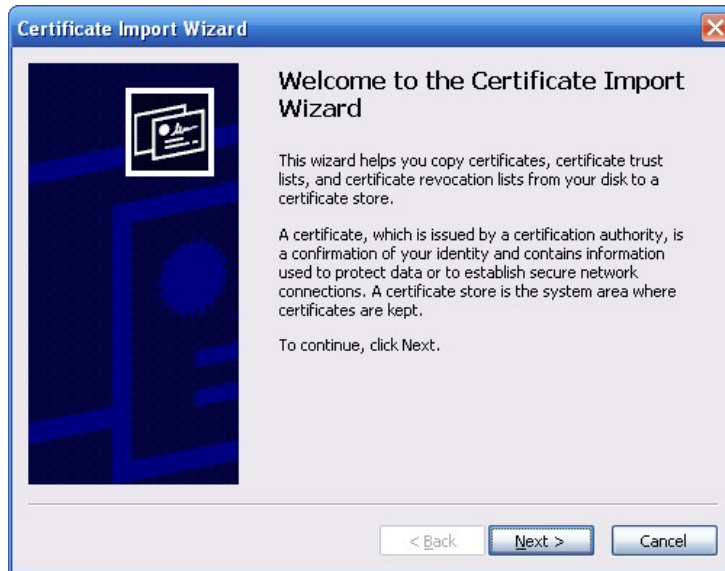 Certificate Import Wizard
Welcome to the Certificate Import
Wizard
This wizard helps you copy certificates, certificate trust
lists, and certificate revocation lists from your disk to a
certificate store.
A certificate, which is issued by a certification authority, is
a confirmation of your identity and contains information
used to protect data or to establish secure network
connections. A certificate store is the system area where
certificates are kept.
To continue, click Next.
< Back
Next >
Cancel